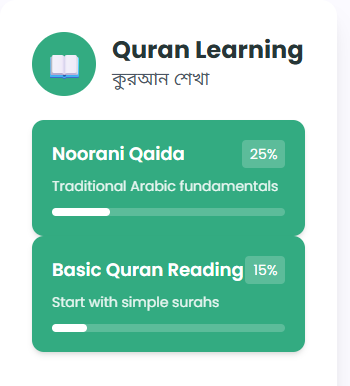 Quran Learning
কুরআন শেখা
Noorani Qaida 25%
Traditional Arabic fundamentals
Basic Quran Reading 15%
Start with simple surahs